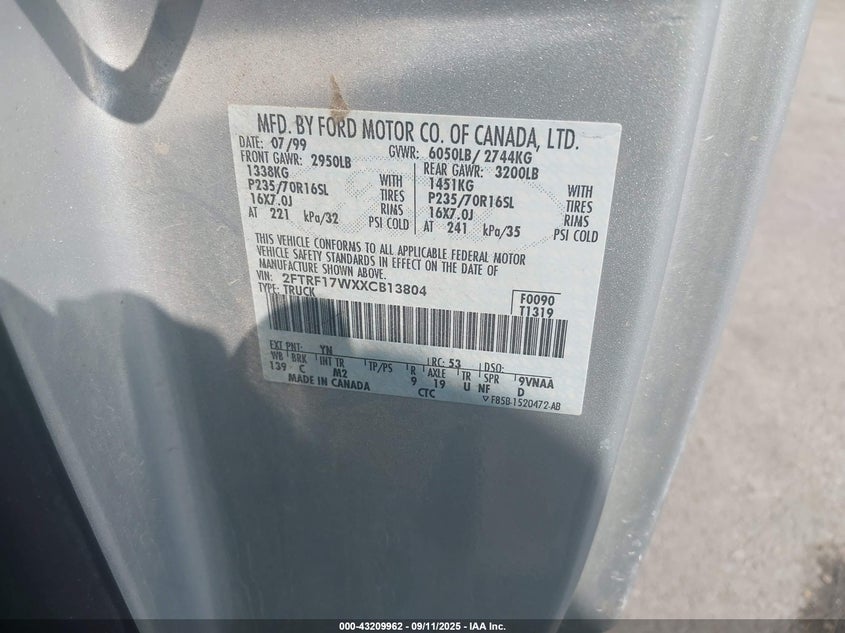 MFD. BY FORD MOTOR CO. OF CANADA, LTD.
DATE: 07/99 GVWR: 6050LB/ 2744KG
FRONT GAWR: 2950LB REAR GAWR: 3200LB
1338KG WITH 1451KG WITH
P235/70R16SL TIRES P235/70R16SL TIRES
16X7.0J RIMS 16X7.0J RIMS
AT 221 kPa/32 PSI COLD AT 241 kPa/35 PSI COLD
THIS VEHICLE CONFORMS TO ALL APPLICABLE FEDERAL MOTOR
VEHICLE SAFETY STANDARDS IN EFFECT ON THE DATE OF
MANUFACTURE SHOWN ABOVE.
VIN: 2FTRF17WXXCB13804
TYPE: TRUCK
F0090
T1319
EXT PNT: YN RC: 53 DSO:
WB BRK INT TR TP/PS R AXLE TR SPR 9VNAA
139 C M2 9 19 U NF D
MADE IN CANADA CTC F85B-1520472-AB
000-43209962 - 09/11/2025 - IAA Inc.